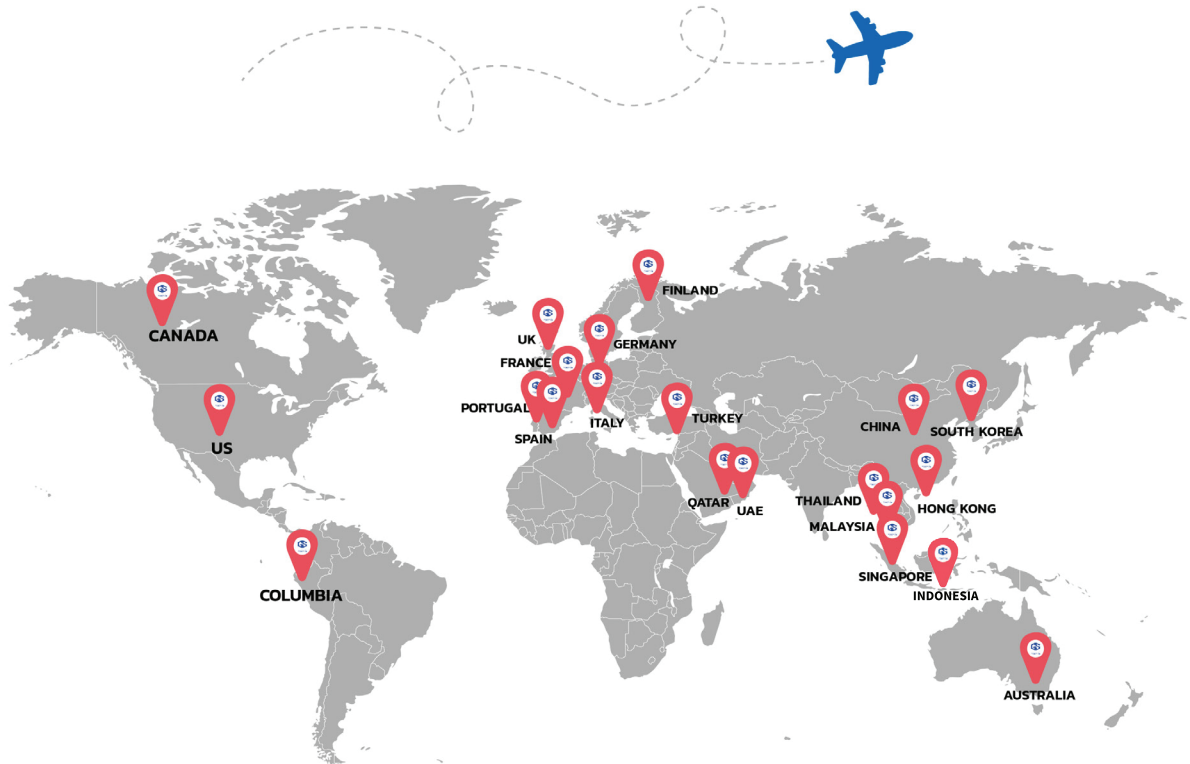 FINLAND
CANADA
UK
GERMANY
FRANCE
PORTUGAL
ITALY
TURKEY
SPAIN
CHINA
SOUTH KOREA
US
QATAR
UAE
THAILAND
HONG KONG
MALAYSIA
SINGAPORE
INDONESIA
COLUMBIA
AUSTRALIA